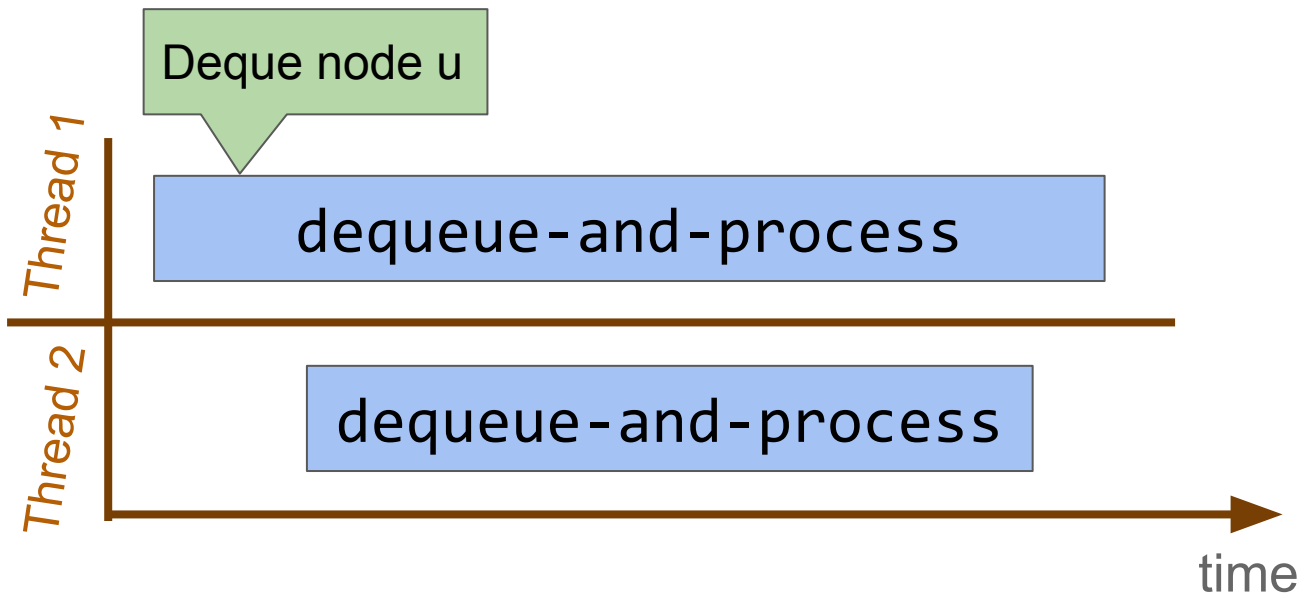 Deque node u
Thread 1
dequeue-and-process
Thread 2
dequeue-and-process
time